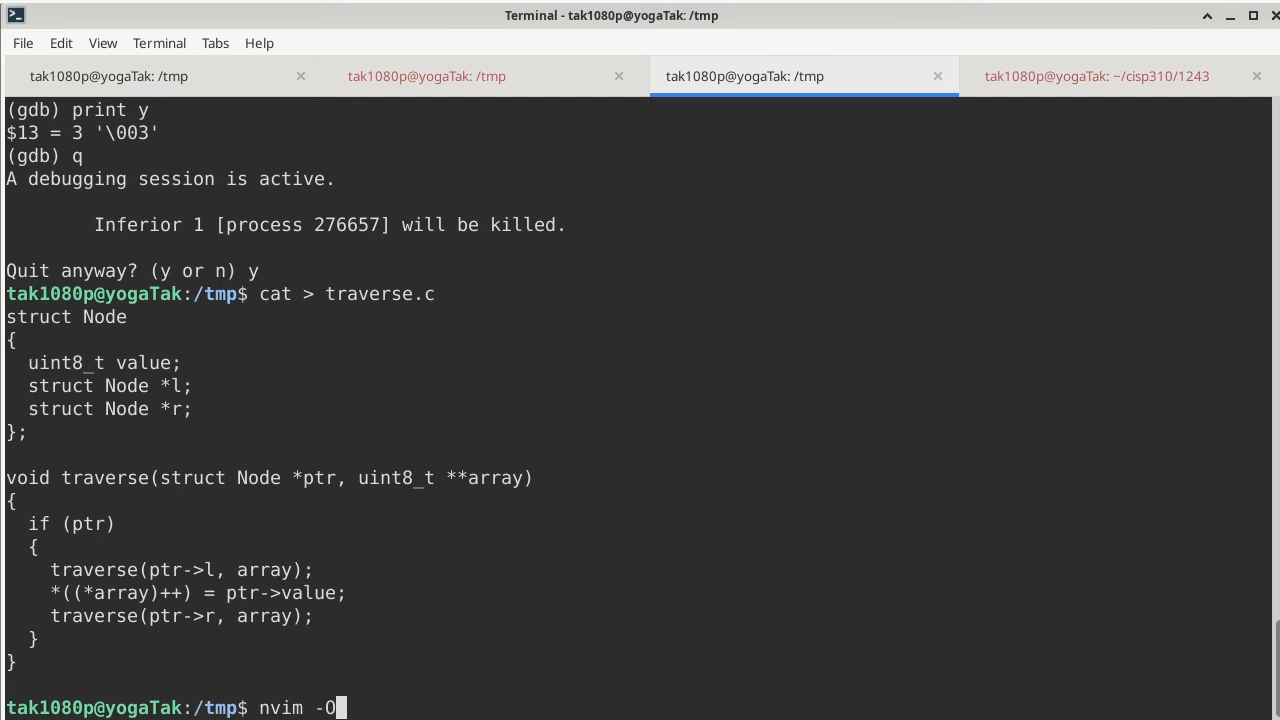 Terminal - tak1080p@yogaTak: /tmp
File Edit View Terminal Tabs Help
tak1080p@yogaTak: /tmp tak1080p@yogaTak: /tmp tak1080p@yogaTak: /tmp tak1080p@yogaTak: ~/cisp310/1243
(gdb) print y
$13 = 3 '\003'
(gdb) q
A debugging session is active.
        Inferior 1 [process 276657] will be killed.
Quit anyway? (y or n) y
tak1080p@yogaTak:/tmp$ cat > traverse.c
struct Node
{
  uint8_t value;
  struct Node *l;
  struct Node *r;
};
void traverse(struct Node *ptr, uint8_t **array)
{
  if (ptr)
  {
    traverse(ptr->l, array);
    *((*array)++) = ptr->value;
    traverse(ptr->r, array);
  }
}
tak1080p@yogaTak:/tmp$ nvim -O